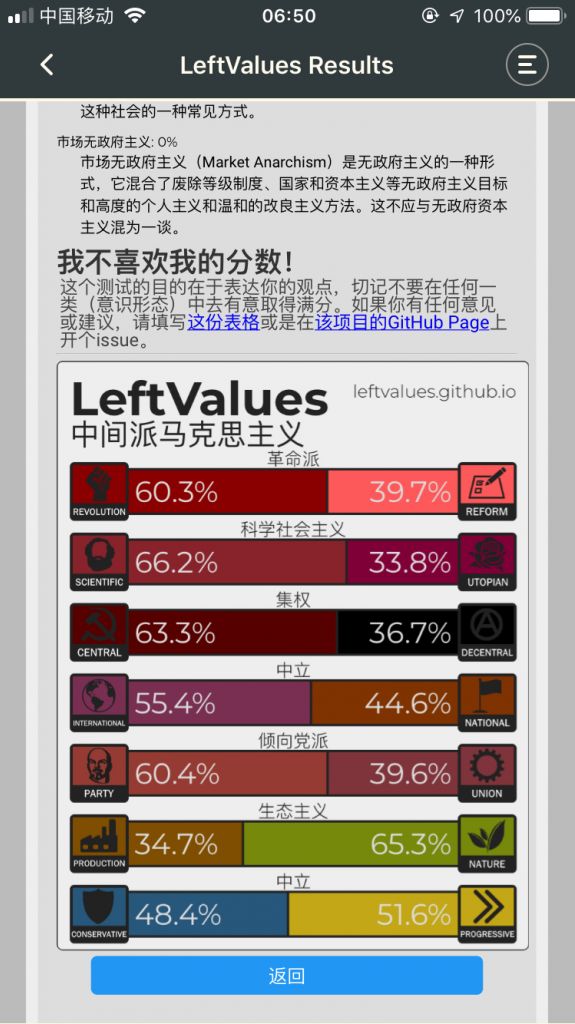 中国移动
06:50
100%
LeftValues Results
这种社会的一种常见方式。
市场无政府主义: 0%
市场无政府主义（Market Anarchism）是无政府主义的一种形
式，它混合了废除等级制度、国家和资本主义等无政府主义目标
和高度的个人主义和温和的改良主义方法。这不应与无政府资本
主义混为一谈。
我不喜欢我的分数！
这个测试的目的在于表达你的观点，切记不要在任何一
类（意识形态）中去有意取得满分。如果你有任何意见
或建议，请填写这份表格或是在该项目的GitHub Page上
开个issue。
LeftValues
leftvalues.github.io
中间派马克思主义
革命派
REVOLUTION
60.3%
39.7%
REFORM
科学社会主义
SCIENTIFIC
66.2%
33.8%
UTOPIAN
集权
CENTRAL
63.3%
36.7%
DECENTRAL
中立
INTERNATIONAL
55.4%
44.6%
NATIONAL
倾向党派
PARTY
60.4%
39.6%
UNION
生态主义
PRODUCTION
34.7%
65.3%
NATURE
中立
CONSERVATIVE
48.4%
51.6%
PROGRESSIVE
返回